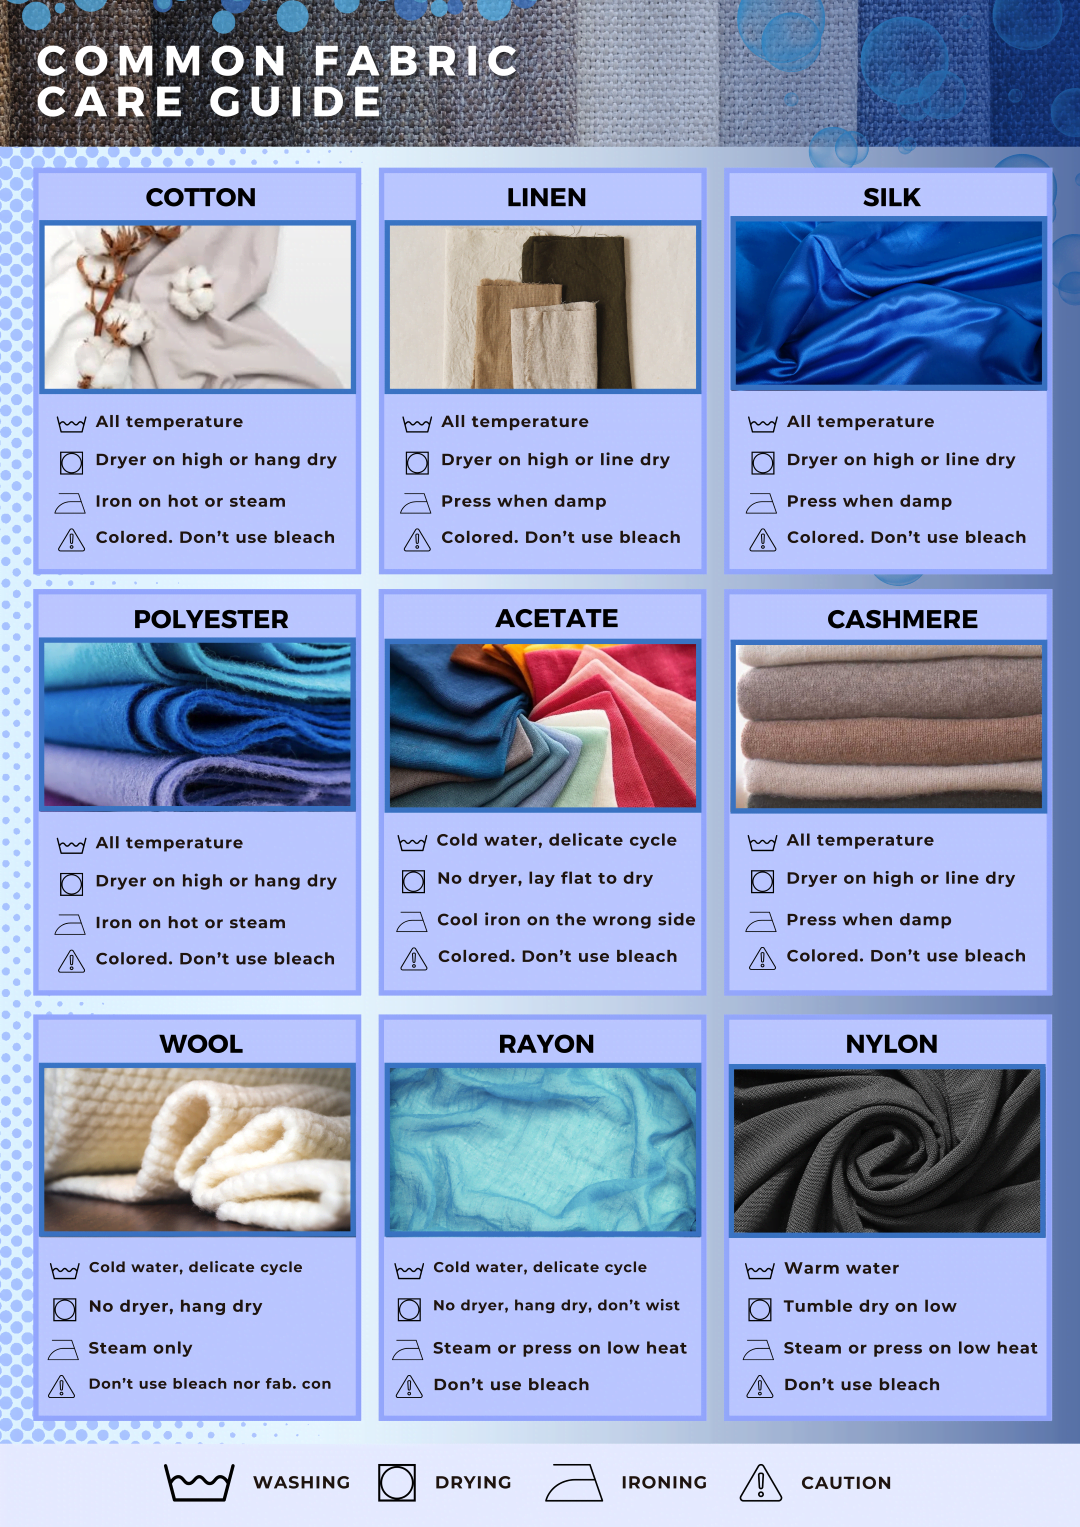 COMMON FABRIC
CARE GUIDE
COTTON
All temperature
Dryer on high or hang dry
Iron on hot or steam
Colored. Don’t use bleach
LINEN
All temperature
Dryer on high or line dry
Press when damp
Colored. Don’t use bleach
SILK
All temperature
Dryer on high or line dry
Press when damp
Colored. Don’t use bleach
POLYESTER
All temperature
Dryer on high or hang dry
Iron on hot or steam
Colored. Don’t use bleach
ACETATE
Cold water, delicate cycle
No dryer, lay flat to dry
Cool iron on the wrong side
Colored. Don’t use bleach
CASHMERE
All temperature
Dryer on high or line dry
Press when damp
Colored. Don’t use bleach
WOOL
Cold water, delicate cycle
No dryer, hang dry
Steam only
Don’t use bleach nor fab. con
RAYON
Cold water, delicate cycle
No dryer, hang dry, don’t wist
Steam or press on low heat
Don’t use bleach
NYLON
Warm water
Tumble dry on low
Steam or press on low heat
Don’t use bleach
WASHING
DRYING
IRONING
CAUTION